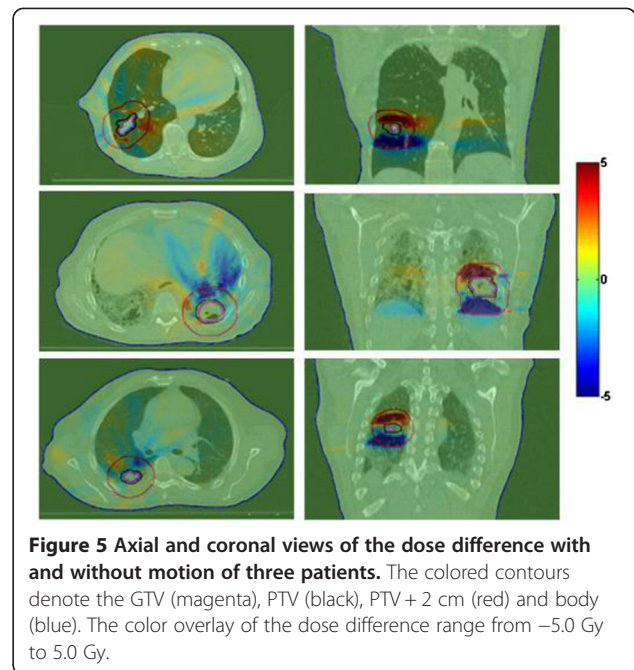 5
0
-5
Figure 5 Axial and coronal views of the dose difference with
and without motion of three patients. The colored contours
denote the GTV (magenta), PTV (black), PTV + 2 cm (red) and body
(blue). The color overlay of the dose difference range from −5.0 Gy
to 5.0 Gy.